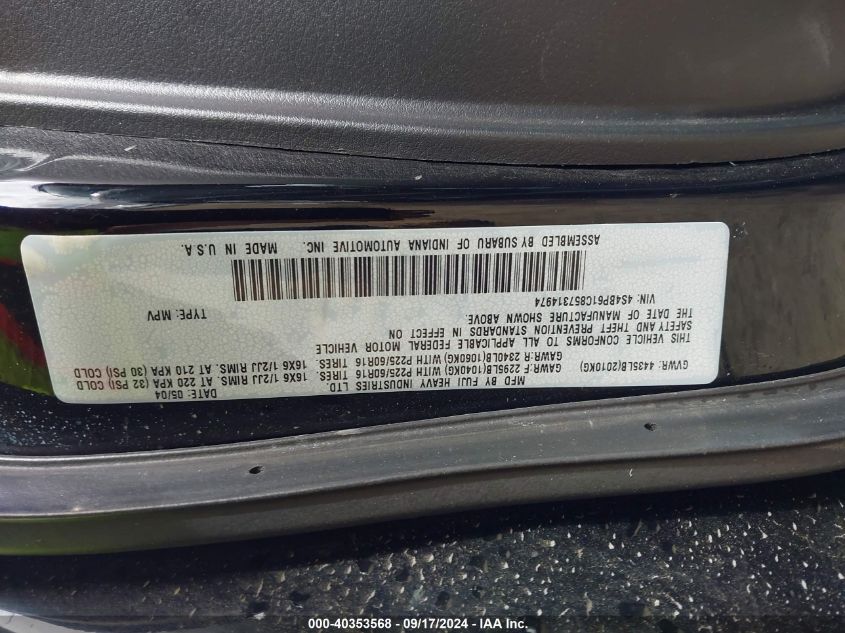 MFD BY FUJI HEAVY INDUSTRIES LTD. DATE: 05/04
GVWR: 4435LB(2010KG)
GAWR:F:2295LB(1040KG)WITH P225/60R16 TIRES. 16X6 1/2JJ RIMS. AT 220 KPA (32 PSI) COLD
GAWR:R:2340LB(1060KG)WITH P225/60R16 TIRES. 16X6 1/2JJ RIMS. AT 210 KPA (30 PSI) COLD
THIS VEHICLE CONFORMS TO ALL APPLICABLE FEDERAL MOTOR VEHICLE
SAFETY AND THEFT PREVENTION STANDARDS IN EFFECT ON
THE DATE OF MANUFACTURE SHOWN ABOVE.
VIN: 4S4BP61C857314974 TYPE: MPV
ASSEMBLED BY SUBARU OF INDIANA AUTOMOTIVE INC. MADE IN U.S.A.
000-40353568 - 09/17/2024 - IAA Inc.